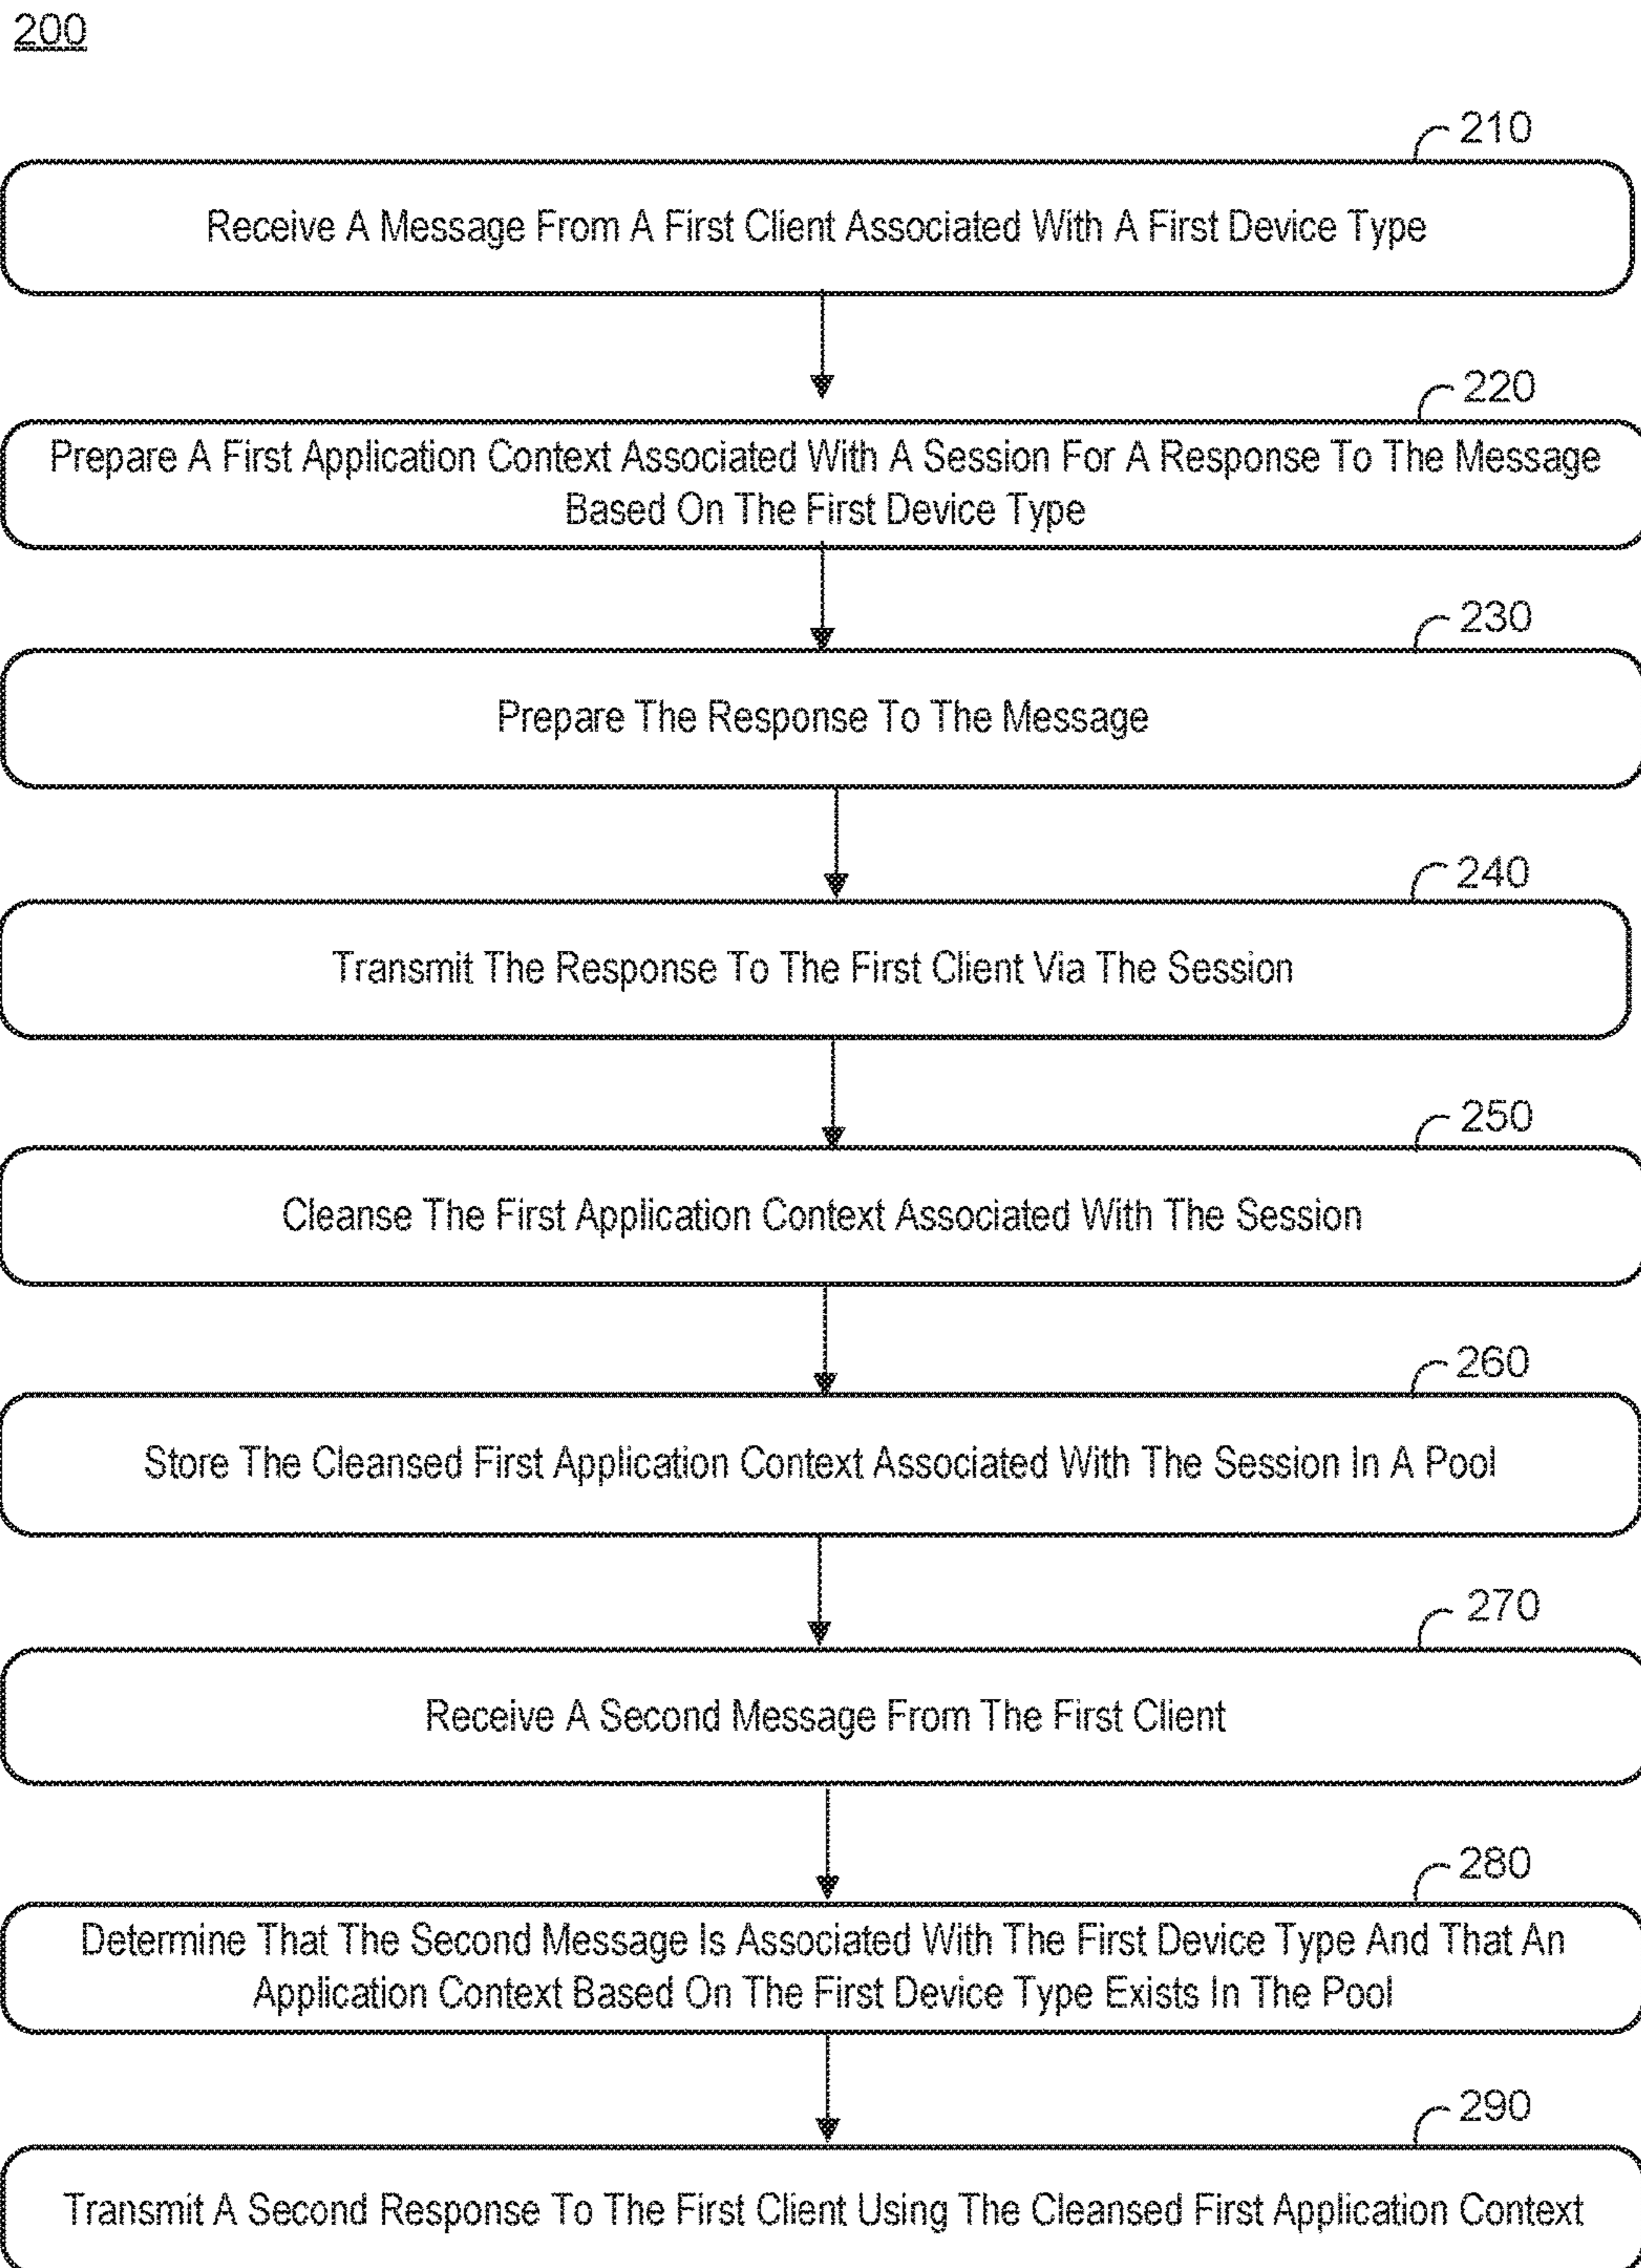 200
210
Receive A Message From A First Client Associated With A First Device Type
220
Prepare A First Application Context Associated With A Session For A Response To The Message
Based On The First Device Type
230
Prepare The Response To The Message
240
Transmit The Response To The First Client Via The Session
250
Cleanse The First Application Context Associated With The Session
260
Store The Cleansed First Application Context Associated With The Session In A Pool
270
Receive A Second Message From The First Client
280
Determine That The Second Message Is Associated With The First Device Type And That An
Application Context Based On The First Device Type Exists In The Pool
290
Transmit A Second Response To The First Client Using The Cleansed First Application Context